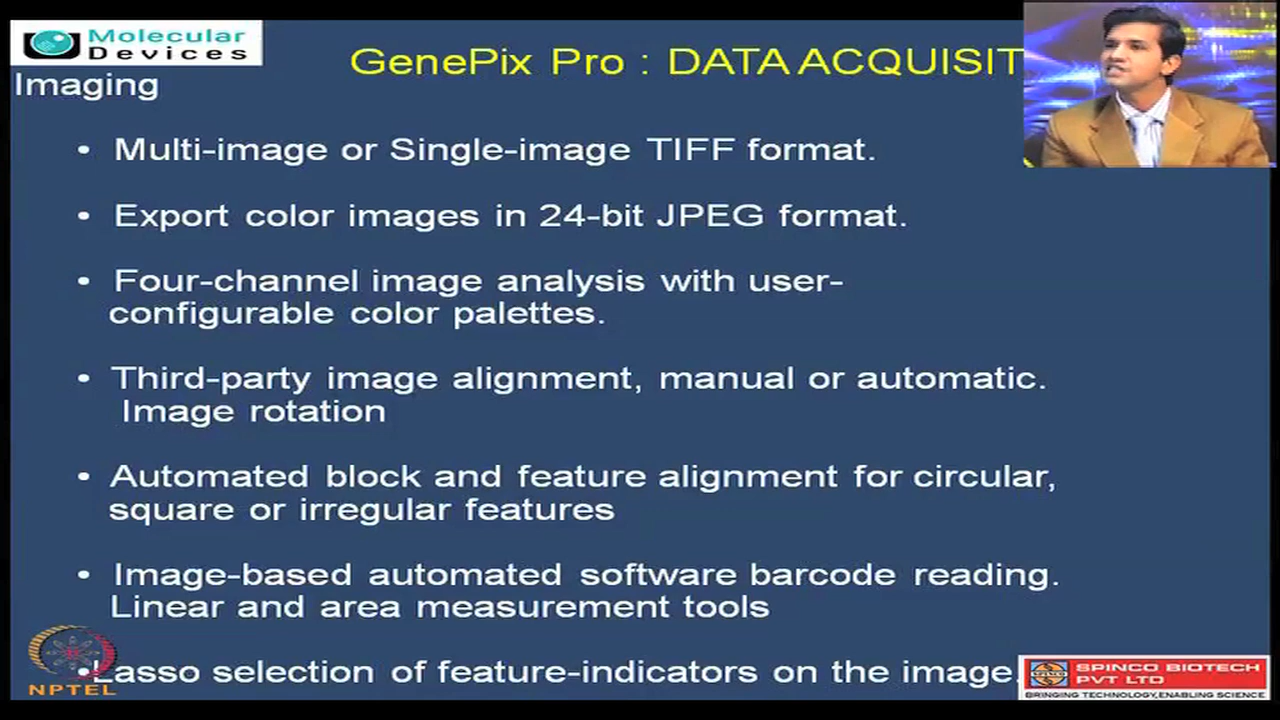 Molecular
Devices
GenePix Pro : DATA ACQUISIT
Imaging
• Multi-image or Single-image TIFF format.
• Export color images in 24-bit JPEG format.
• Four-channel image analysis with user-
configurable color palettes.
• Third-party image alignment, manual or automatic.
Image rotation
• Automated block and feature alignment for circular,
square or irregular features
• Image-based automated software barcode reading.
Linear and area measurement tools
• Lasso selection of feature-indicators on the image.
NPTEL
SPINCO BIOTECH
PVT LTD
BRINGING TECHNOLOGY,ENABLING SCIENCE